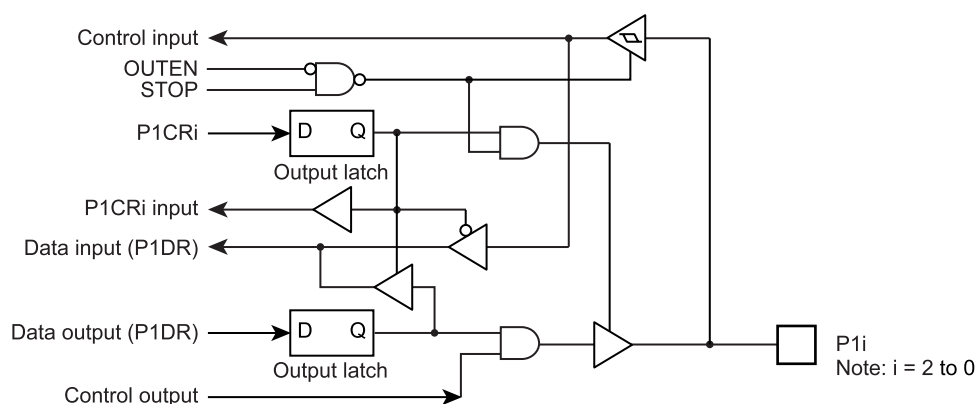 Control input
OUTEN
STOP
P1CRi
D Q
Output latch
P1CRi input
Data input (P1DR)
Data output (P1DR)
D Q
Output latch
Control output
P1i
Note: i = 2 to 0